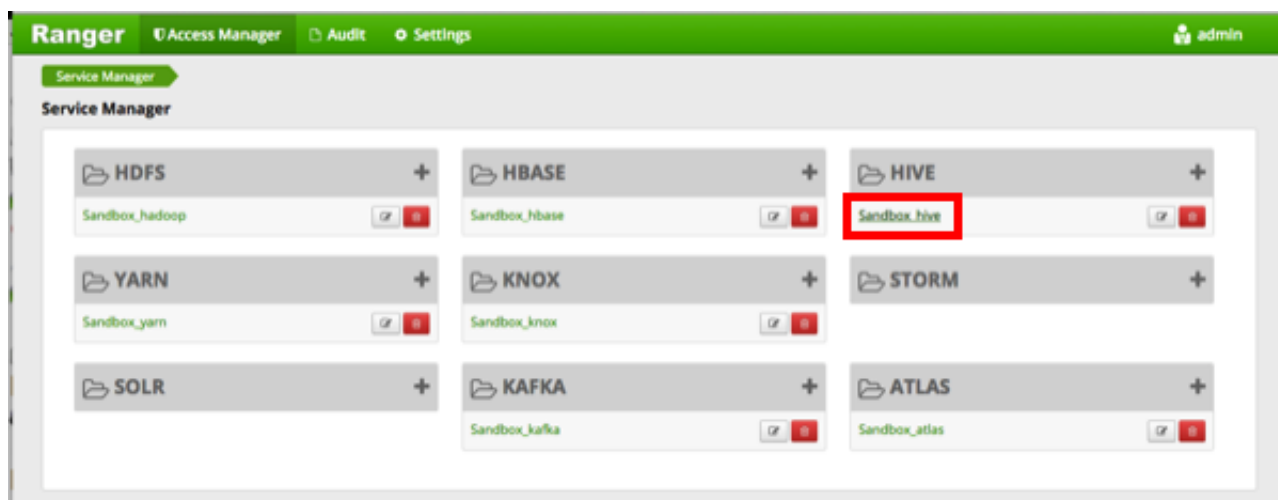 Ranger Access Manager Audit Settings admin
Service Manager
Service Manager
HDFS HBASE HIVE
Sandbox_hadoop Sandbox_hbase Sandbox_hive
YARN KNOX STORM
Sandbox_yarn Sandbox_knox
SOLR KAFKA ATLAS
Sandbox_kafka Sandbox_atlas